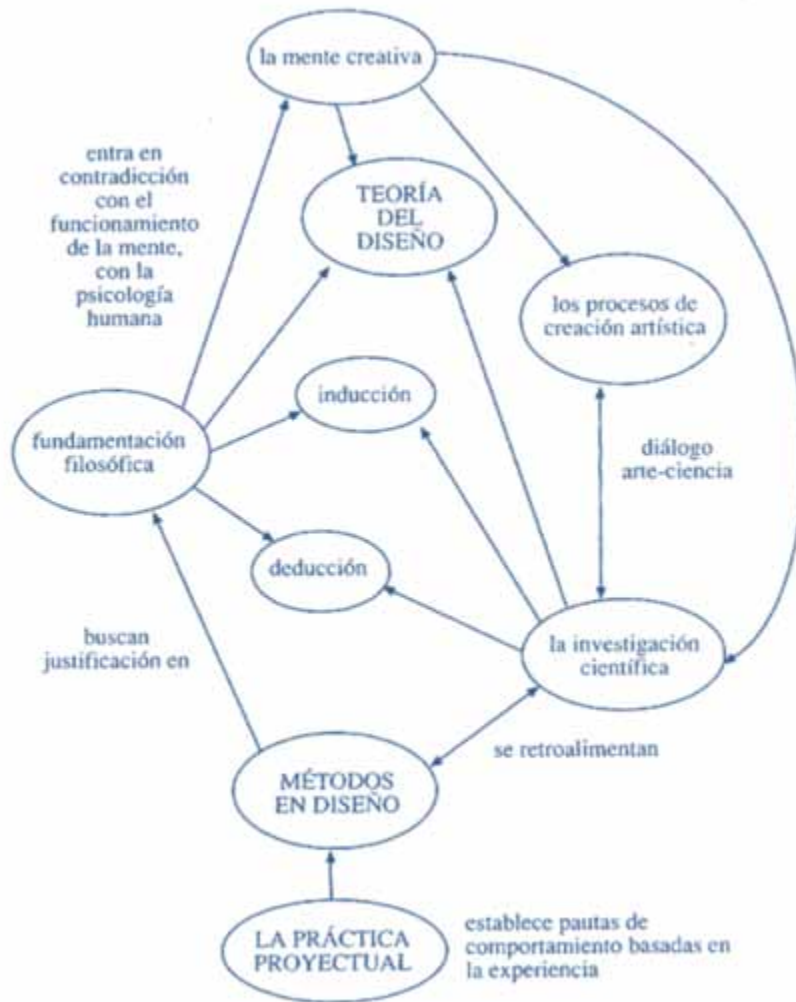 la mente creativa
entra en
contradicción
con el
funcionamiento
de la mente,
con la
psicología
humana
TEORÍA
DEL
DISEÑO
los procesos de
creación artística
inducción
fundamentación
filosófica
diálogo
arte-ciencia
deducción
buscan
justificación en
la investigación
científica
se retroalimentan
MÉTODOS
EN DISEÑO
LA PRÁCTICA
PROYECTUAL
establece pautas de
comportamiento basadas en
la experiencia